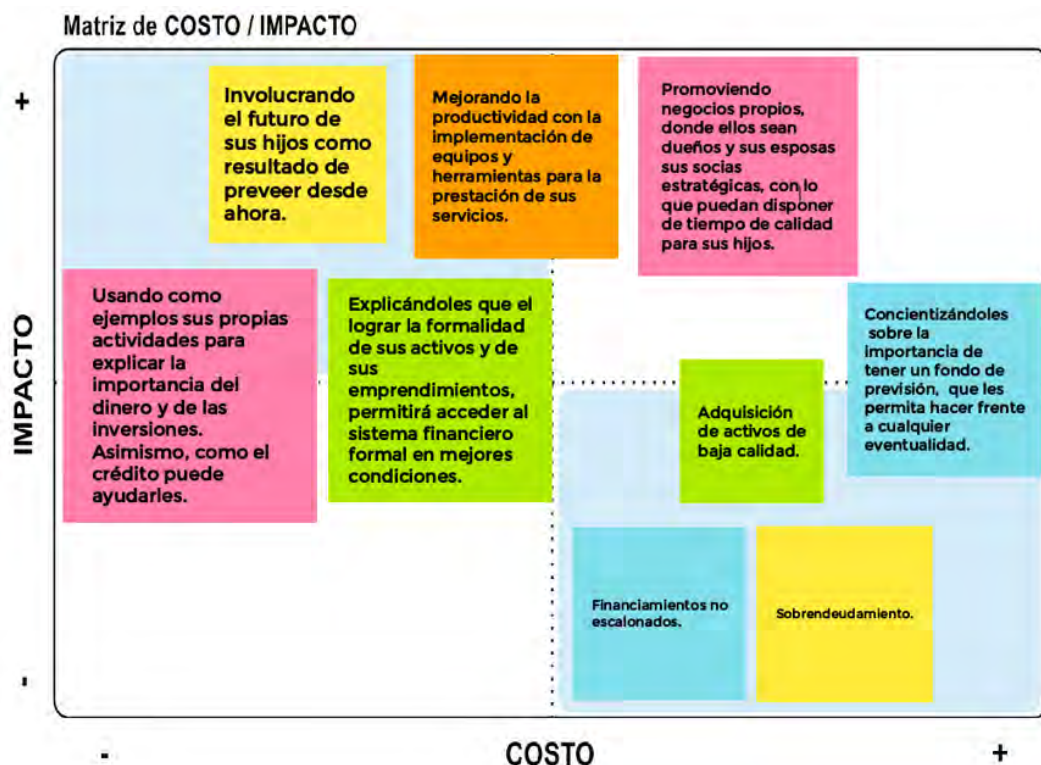 Matriz de COSTO / IMPACTO
+
Involucrando
el futuro de
sus hijos como
resultado de
preveer desde
ahora.
Mejorando la
productividad con la
implementación de
equipos y
herramientas para la
prestación de sus
servicios.
Promoviendo
negocios propios,
donde ellos sean
dueños y sus esposas
sus socias
estratégicas, con lo
que puedan disponer
de tiempo de calidad
para sus hijos.
IMPACTO
Usando como
ejemplos sus propias
actividades para
explicar la
importancia del
dinero y de las
inversiones.
Asimismo, como el
crédito puede
ayudarles.
Explicándoles que el
lograr la formalidad
de sus activos y de
sus
emprendimientos,
permitirá acceder al
sistema financiero
formal en mejores
condiciones.
Adquisición
de activos de
baja calidad.
Concientizándoles
sobre la
importancia de
tener un fondo de
previsión, que les
permita hacer frente
a cualquier
eventualidad.
Financiamientos no
escalonados.
Sobrendeudamiento.
-
-
COSTO
+